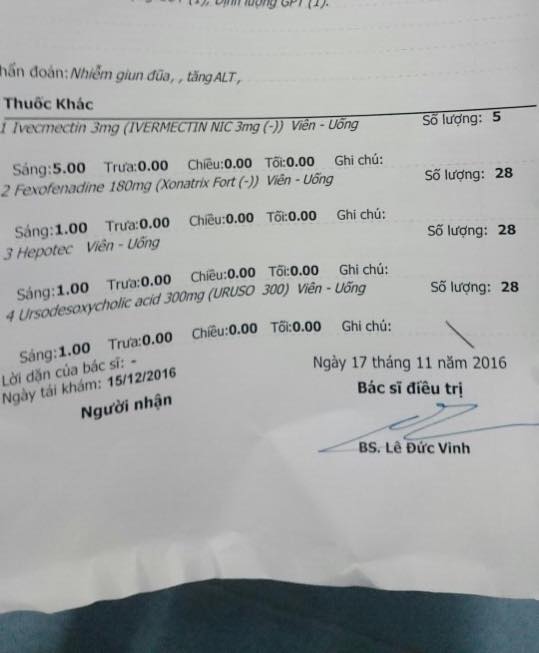 Định lượng GPT (1).
hẩn đoán: Nhiễm giun đũa, , tăng ALT ,
Thuốc Khác
1 Ivecmectin 3mg (IVERMECTIN NIC 3mg (-)) Viên - Uống Số lượng: 5
Sáng:5.00 Trưa:0.00 Chiều:0.00 Tối:0.00 Ghi chú:
2 Fexofenadine 180mg (Xonatrix Fort (-)) Viên - Uống Số lượng: 28
Sáng:1.00 Trưa:0.00 Chiều:0.00 Tối:0.00 Ghi chú:
3 Hepotec Viên - Uống Số lượng: 28
Sáng:1.00 Trưa:0.00 Chiều:0.00 Tối:0.00 Ghi chú:
4 Ursodesoxycholic acid 300mg (URUSO 300) Viên - Uống Số lượng: 28
Sáng:1.00 Trưa:0.00 Chiều:0.00 Tối:0.00 Ghi chú:
Lời dặn của bác sĩ: -
Ngày 17 tháng 11 năm 2016
Ngày tái khám: 15/12/2016
Bác sĩ điều trị
Người nhận
BS. Lê Đức Vinh